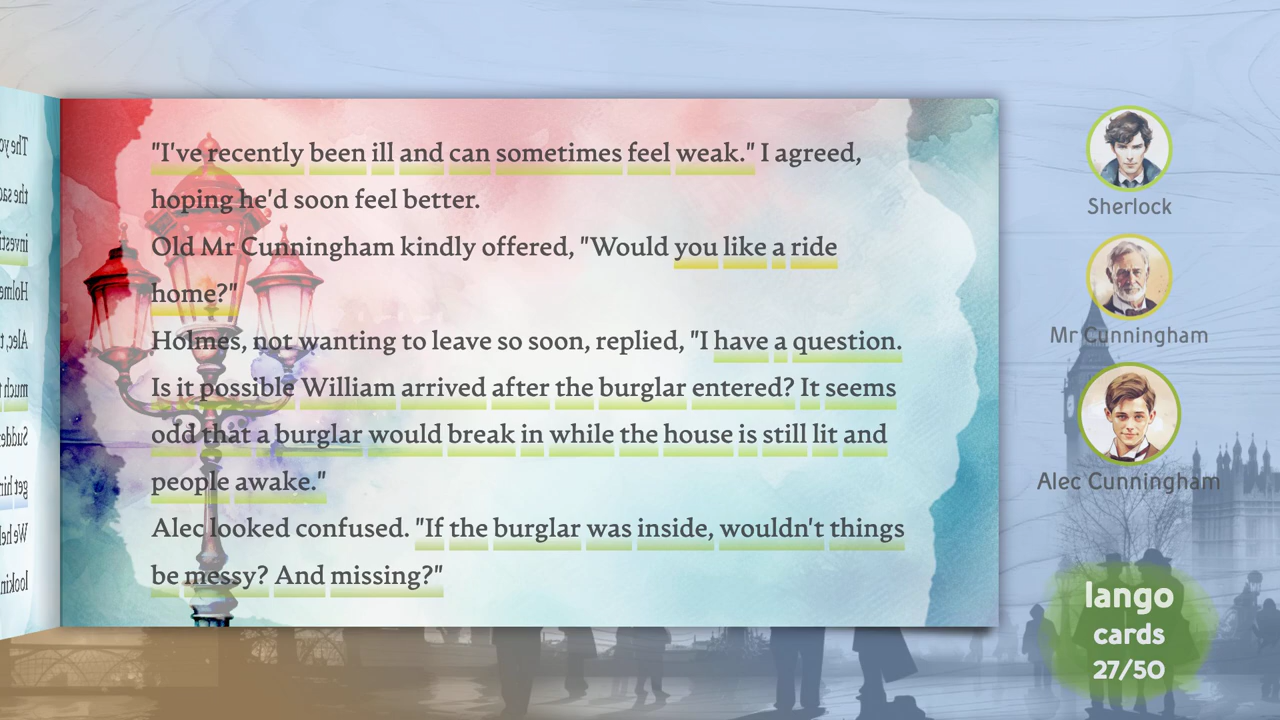 "I've recently been ill and can sometimes feel weak." I agreed,
hoping he'd soon feel better.
Old Mr Cunningham kindly offered, "Would you like a ride
home?"
Holmes, not wanting to leave so soon, replied, "I have a question.
Is it possible William arrived after the burglar entered? It seems
odd that a burglar would break in while the house is still lit and
people awake."
Alec looked confused. "If the burglar was inside, wouldn't things
be messy? And missing?"
Sherlock
Mr Cunningham
Alec Cunningham
lango
cards
27/50